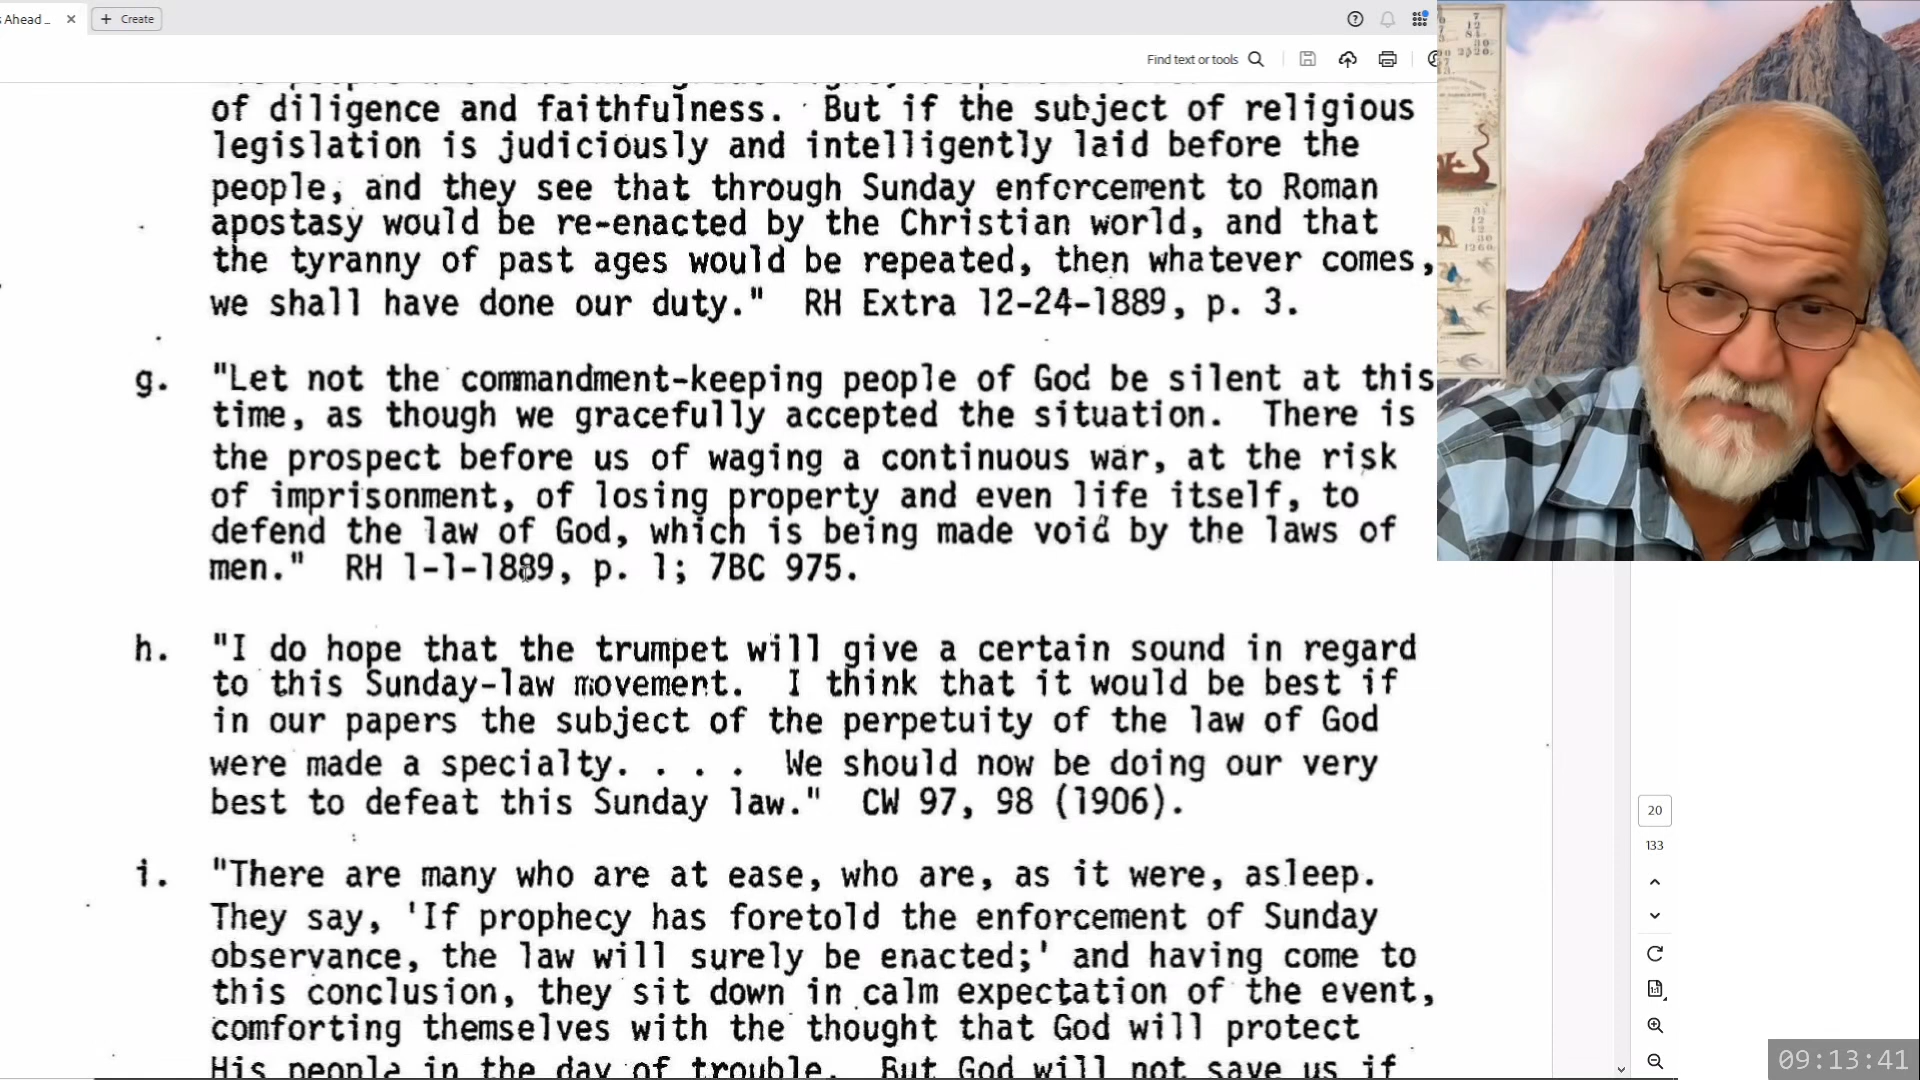 s Ahead ...
Create
Find text or tools
of diligence and faithfulness. But if the subject of religious
legislation is judiciously and intelligently laid before the
people, and they see that through Sunday enforcement to Roman
apostasy would be re-enacted by the Christian world, and that
the tyranny of past ages would be repeated, then whatever comes,
we shall have done our duty." RH Extra 12-24-1889, p. 3.
g. "Let not the commandment-keeping people of God be silent at this
time, as though we gracefully accepted the situation. There is
the prospect before us of waging a continuous war, at the risk
of imprisonment, of losing property and even life itself, to
defend the law of God, which is being made void by the laws of
men." RH 1-1-1889, p. 1; 7BC 975.
h. "I do hope that the trumpet will give a certain sound in regard
to this Sunday-law movement. I think that it would be best if
in our papers the subject of the perpetuity of the law of God
were made a specialty. . . . We should now be doing our very
best to defeat this Sunday law." CW 97, 98 (1906).
i. "There are many who are at ease, who are, as it were, asleep.
They say, 'If prophecy has foretold the enforcement of Sunday
observance, the law will surely be enacted;' and having come to
this conclusion, they sit down in calm expectation of the event,
comforting themselves with the thought that God will protect
His people in the day of trouble. But God will not save us if
20
133
09:13:41